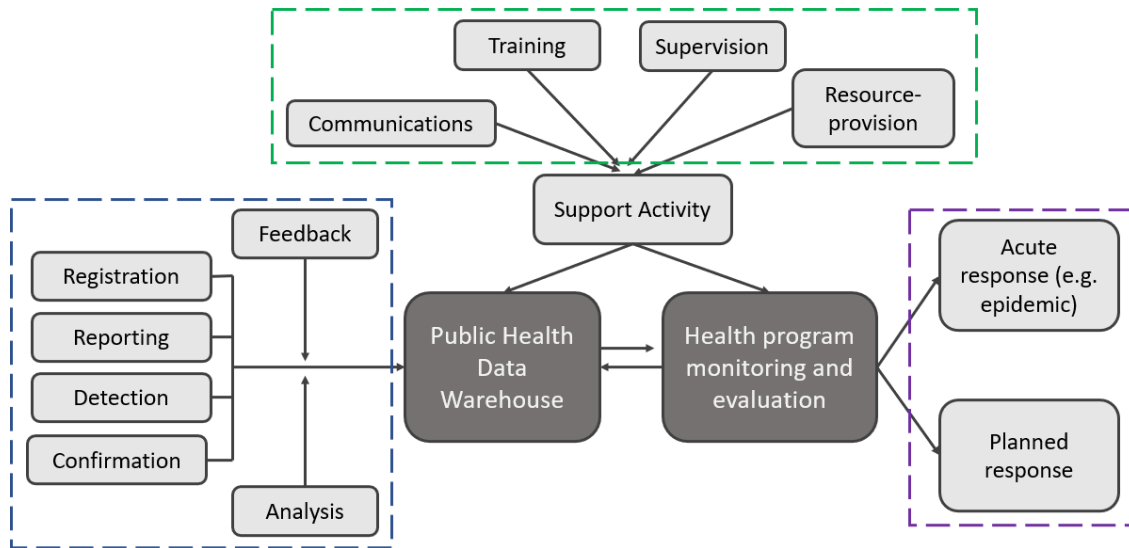 Training
Supervision
Communications
Resource-
provision
Support Activity
Feedback
Registration
Reporting
Detection
Confirmation
Analysis
Public Health
Data
Warehouse
Health program
monitoring and
evaluation
Acute
response (e.g.
epidemic)
Planned
response